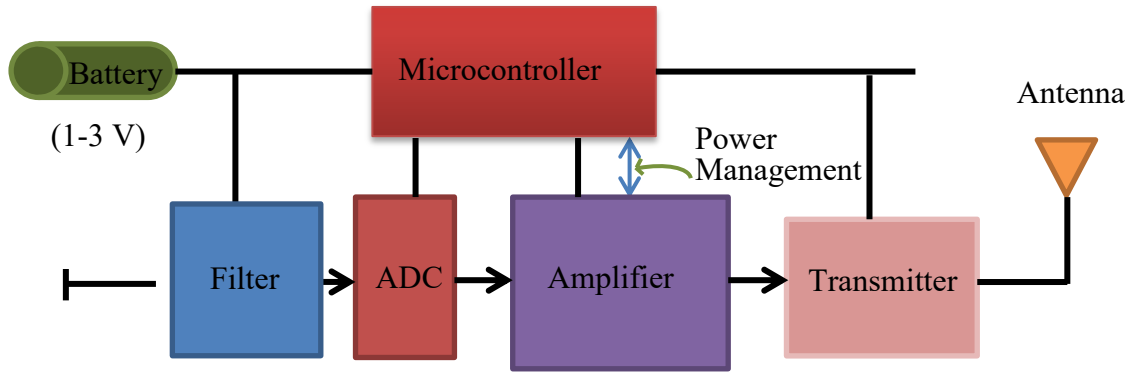 Battery
(1-3 V)
Microcontroller
Antenna
Power
Management
Filter
ADC
Amplifier
Transmitter